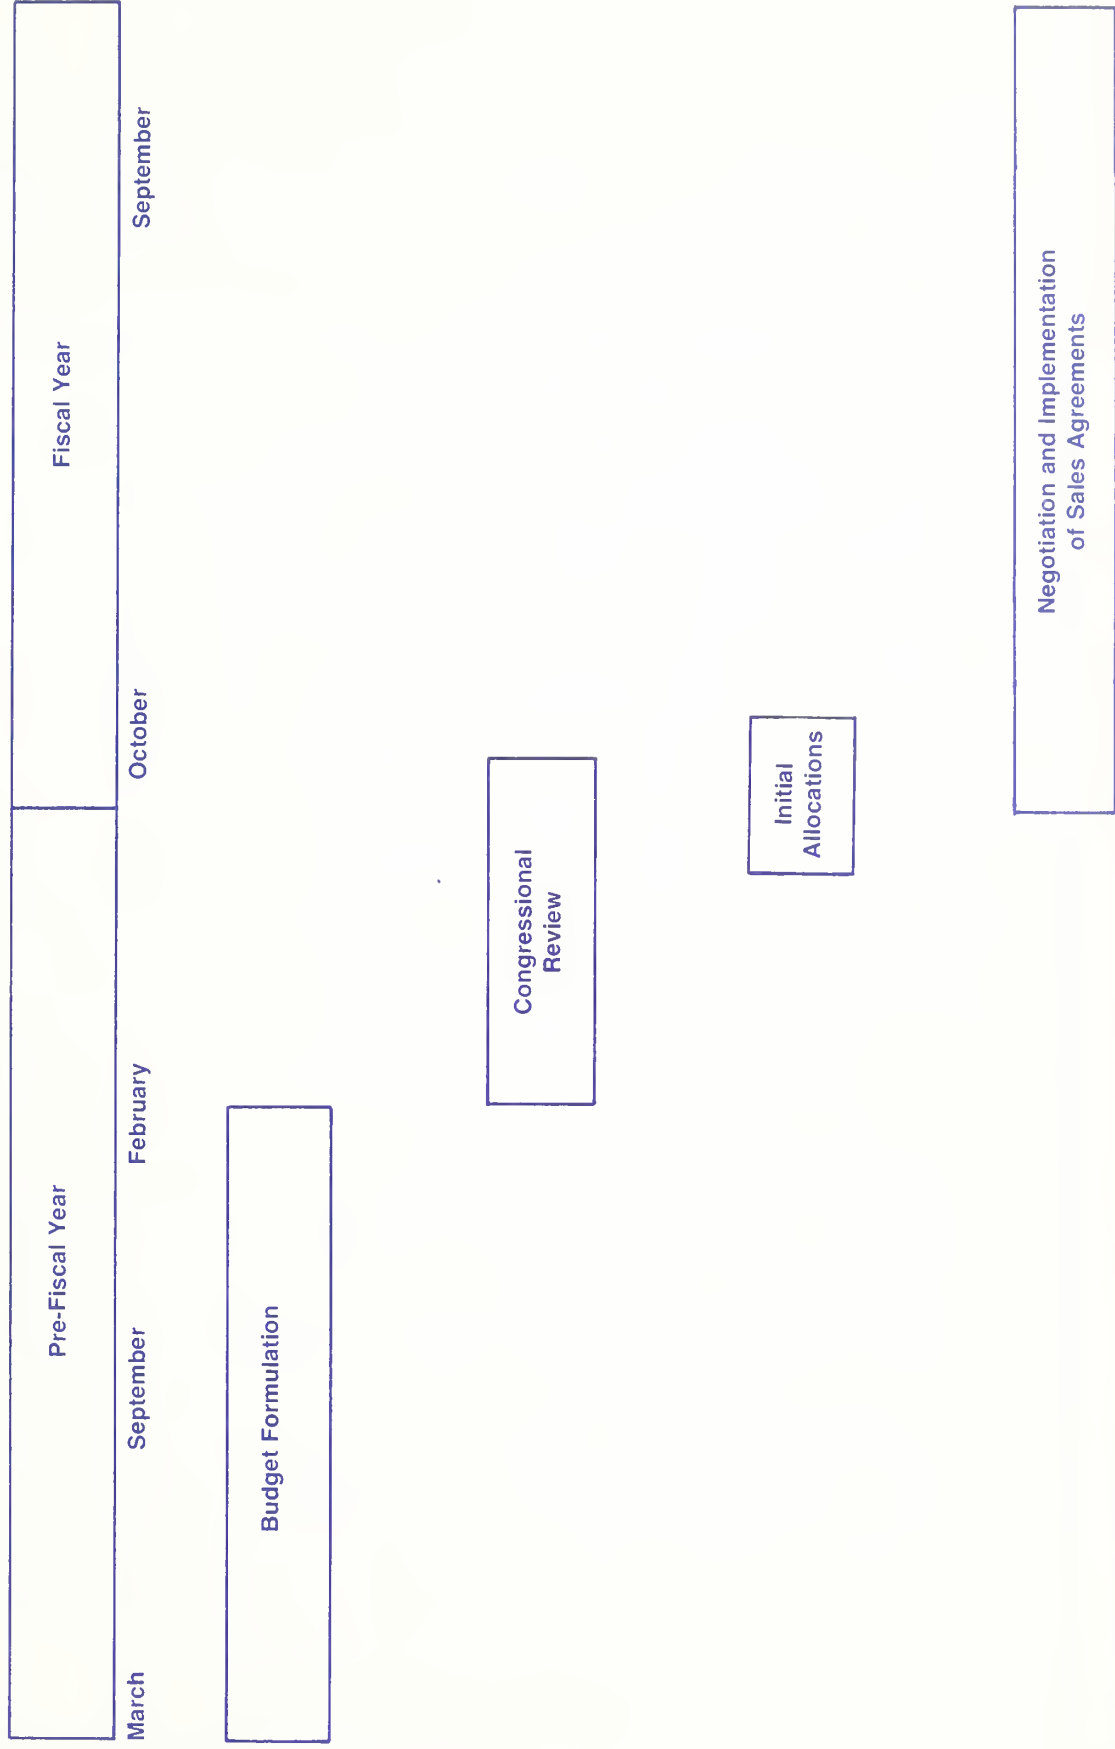 Pre-Fiscal Year
Fiscal Year
March
September
February
October
September
Budget Formulation
Congressional
Review
Initial
Allocations
Negotiation and Implementation
of Sales Agreements